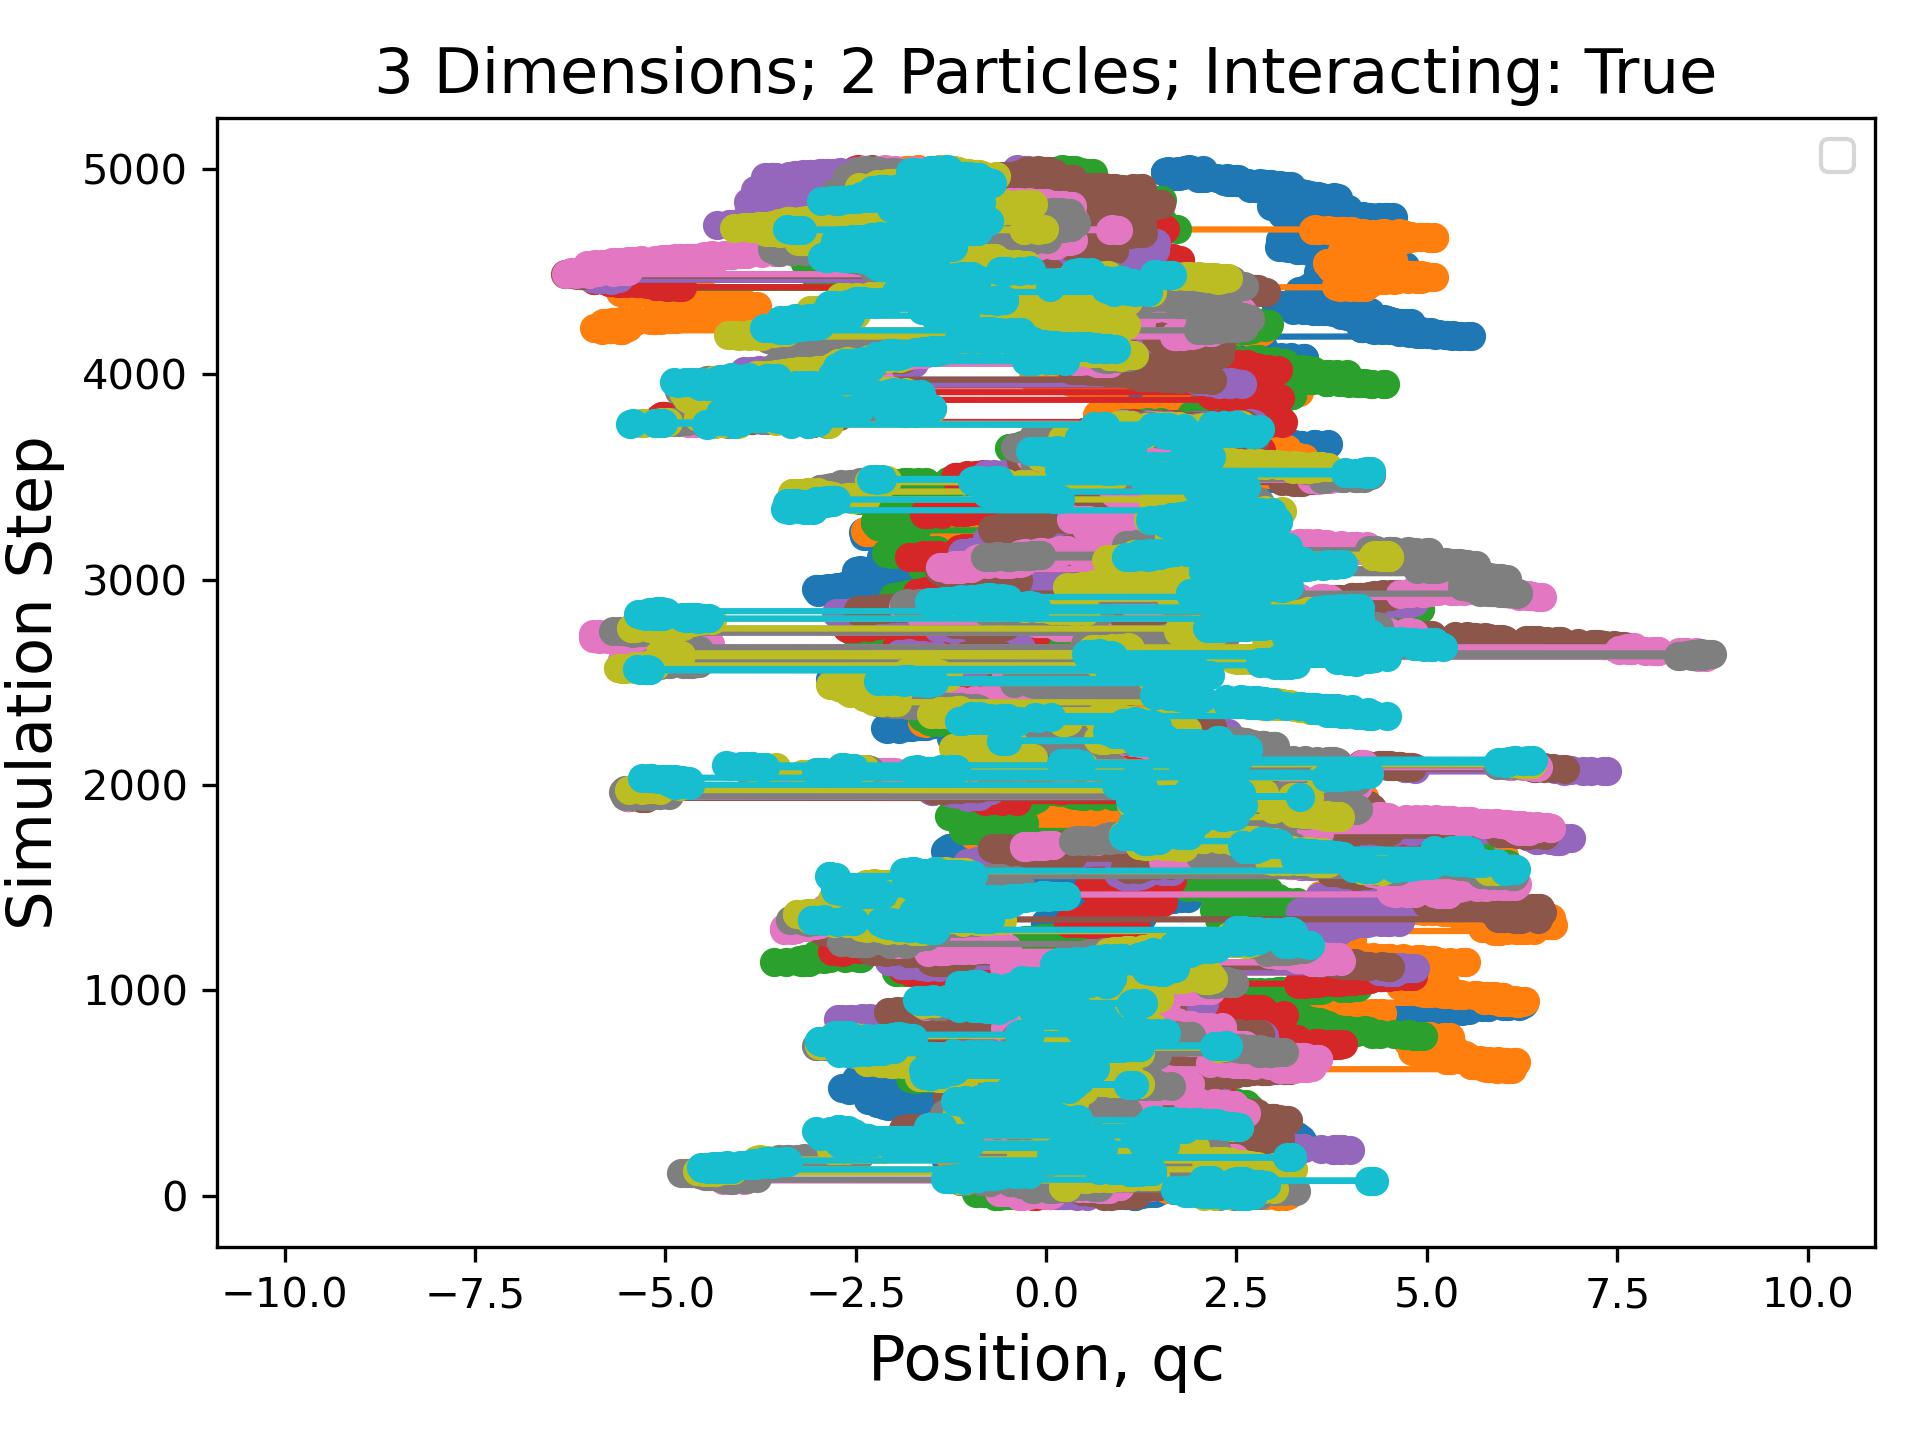 3 Dimensions; 2 Particles; Interacting: True
Simulation Step
5000
4000
3000
2000
1000
0
−10.0 −7.5 −5.0 −2.5 0.0 2.5 5.0 7.5 10.0
Position, qc